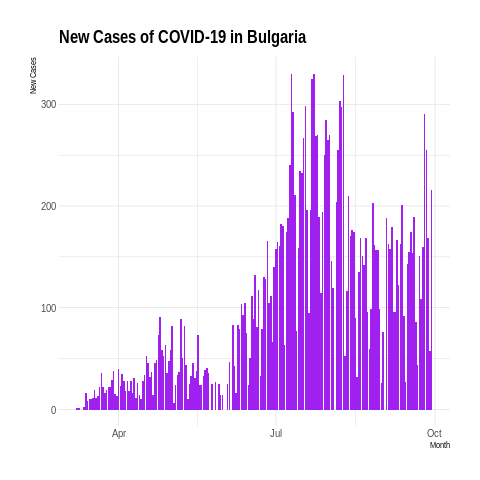 New Cases of COVID-19 in Bulgaria
New Cases
300
200
100
0
Apr
Jul
Oct
Month